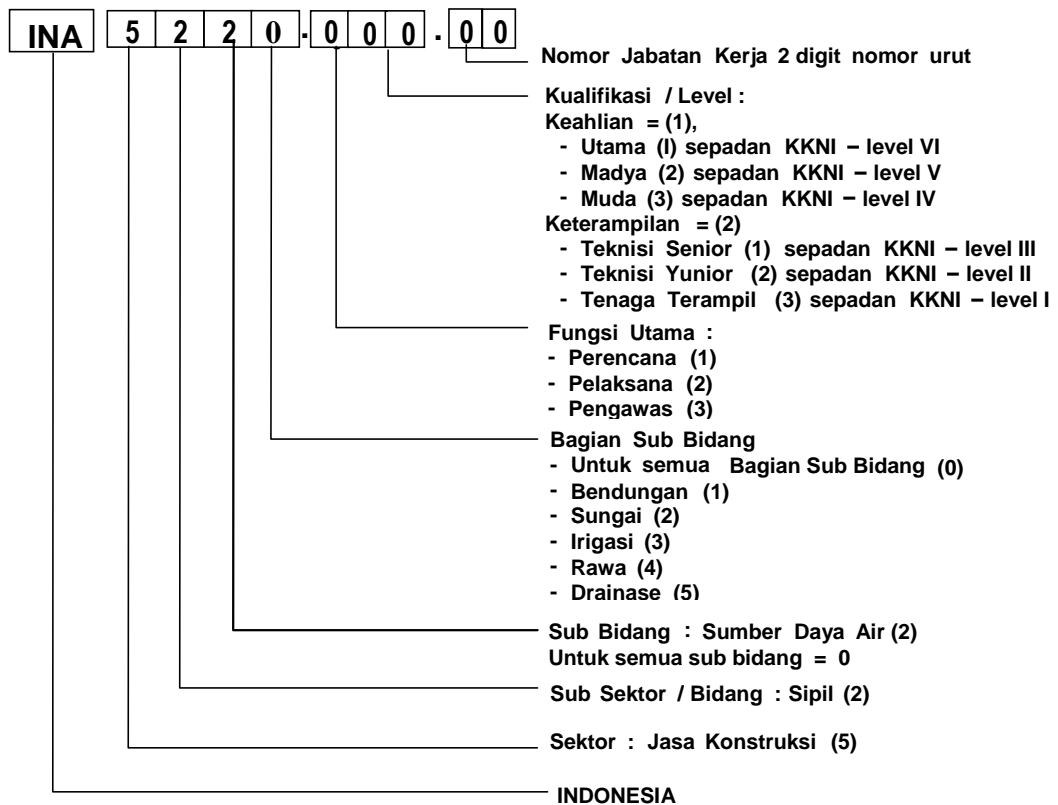 INA 5 2 2 0 . 0 0 0 . 0 0
Nomor Jabatan Kerja 2 digit nomor urut
Kualifikasi / Level :
Keahlian = (1),
- Utama (I) sepadan KKNI – level VI
- Madya (2) sepadan KKNI – level V
- Muda (3) sepadan KKNI – level IV
Keterampilan = (2)
- Teknisi Senior (1) sepadan KKNI – level III
- Teknisi Yunior (2) sepadan KKNI – level II
- Tenaga Terampil (3) sepadan KKNI – level I
Fungsi Utama :
- Perencana (1)
- Pelaksana (2)
- Pengawas (3)
Bagian Sub Bidang
- Untuk semua Bagian Sub Bidang (0)
- Bendungan (1)
- Sungai (2)
- Irigasi (3)
- Rawa (4)
- Drainase (5)
Sub Bidang : Sumber Daya Air (2)
Untuk semua sub bidang = 0
Sub Sektor / Bidang : Sipil (2)
Sektor : Jasa Konstruksi (5)
INDONESIA